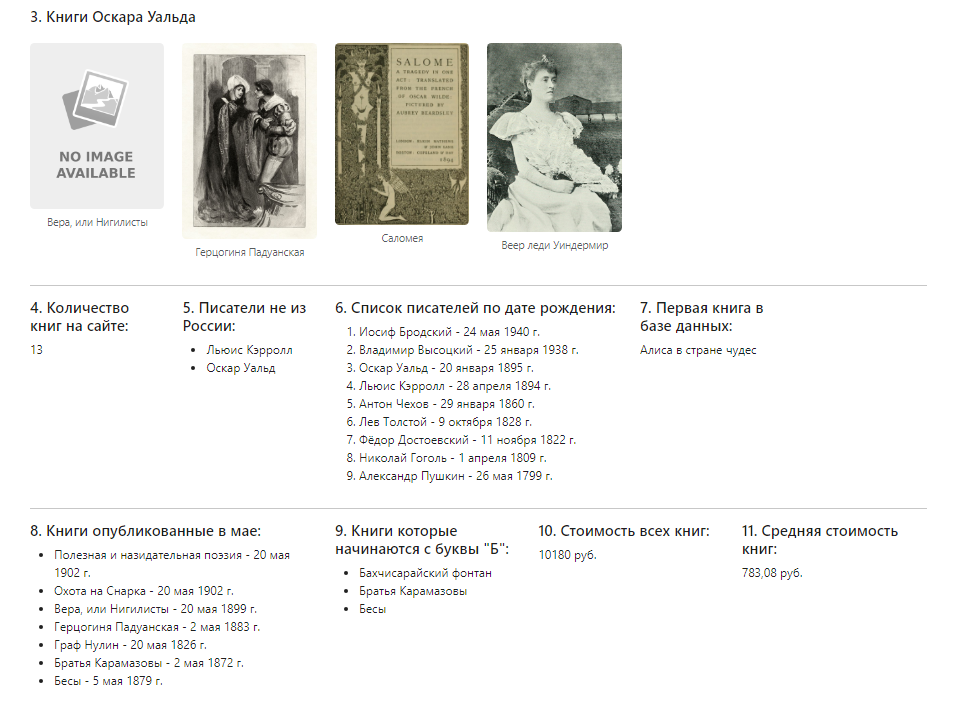 3. Книги Оскара Уальда
NO IMAGE
AVAILABLE
SALOME
A TRAGEDY IN ONE
ACT: TRANSLATED
FROM THE FRENCH
OF OSCAR WILDE:
PICTURED BY
AUBREY BEARDSLEY
1894
Вера, или Нигилисты
Герцогиня Падуанская
Саломея
Веер леди Уиндермир
4. Количество
книг на сайте:
13
5. Писатели не из
России:
Льюис Кэрролл
Оскар Уальд
6. Список писателей по дате рождения:
1. Иосиф Бродский - 24 мая 1940 г.
2. Владимир Высоцкий - 25 января 1938 г.
3. Оскар Уальд - 20 января 1895 г.
4. Льюис Кэрролл - 28 апреля 1894 г.
5. Антон Чехов - 29 января 1860 г.
6. Лев Толстой - 9 октября 1828 г.
7. Фёдор Достоевский - 11 ноября 1822 г.
8. Николай Гоголь - 1 апреля 1809 г.
9. Александр Пушкин - 26 мая 1799 г.
7. Первая книга в
базе данных:
Алиса в стране чудес
8. Книги опубликованные в мае:
Полезная и назидательная поэзия - 20 мая
1902 г.
Охота на Снарка - 20 мая 1902 г.
Вера, или Нигилисты - 20 мая 1899 г.
Герцогиня Падуанская - 2 мая 1883 г.
Граф Нулин - 20 мая 1826 г.
Братья Карамазовы - 2 мая 1872 г.
Бесы - 5 мая 1879 г.
9. Книги которые
начинаются с буквы "Б":
Бахчисарайский фонтан
Братья Карамазовы
Бесы
10. Стоимость всех книг:
10180 руб.
11. Средняя стоимость
книг:
783,08 руб.